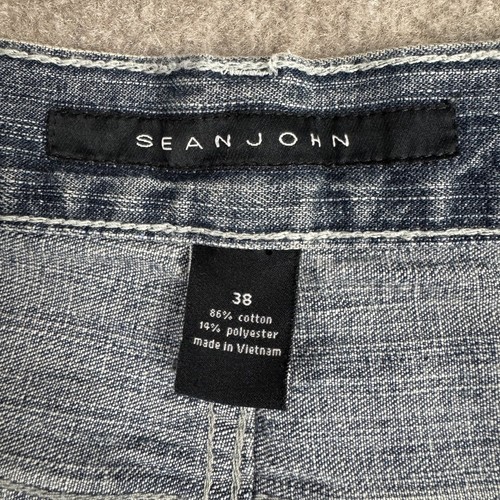 SEANJOHN
38
86% cotton
14% polyester
made in Vietnam